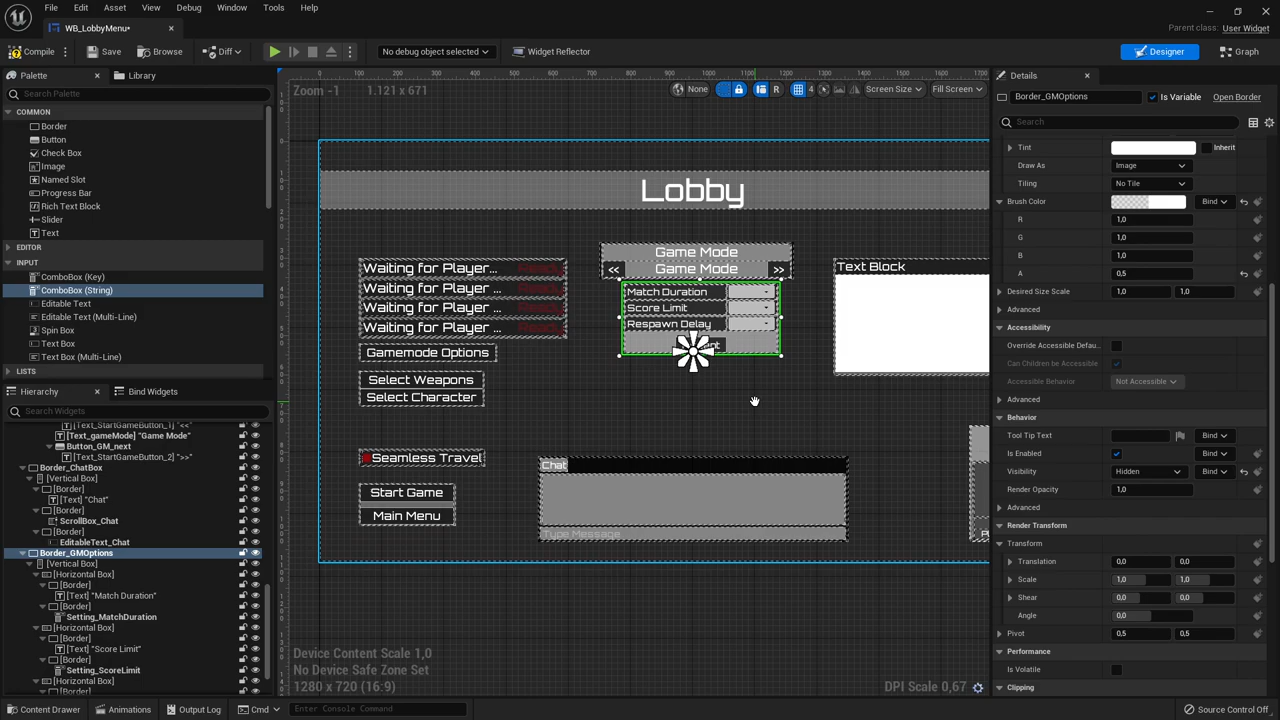 File Edit Asset View Debug Window Tools Help
WB_LobbyMenu*
Parent class: User Widget
Compile Save Browse Diff No debug object selected Widget Reflector Designer Graph
Palette Library
Search Palette
COMMON
Border
Button
Check Box
Image
Named Slot
Progress Bar
Rich Text Block
Slider
Text
EDITOR
INPUT
ComboBox (Key)
ComboBox (String)
Editable Text
Editable Text (Multi-Line)
Spin Box
Text Box
Text Box (Multi-Line)
LISTS
Hierarchy Bind Widgets
Search Widgets
[Text_StartGameButton_1] "<<"
[Text_gameMode] "Game Mode"
Button_GM_next
[Text_StartGameButton_2] ">>"
Border_ChatBox
[Vertical Box]
[Border]
[Text] "Chat"
[Border]
ScrollBox_Chat
[Border]
EditableText_Chat
Border_GMOptions
[Vertical Box]
[Horizontal Box]
[Border]
[Text] "Match Duration"
[Border]
Setting_MatchDuration
[Horizontal Box]
[Border]
[Text] "Score Limit"
[Border]
Setting_ScoreLimit
[Horizontal Box]
[Border]
Zoom -1 1.121 x 671
None R 4 Screen Size Fill Screen
Lobby
Waiting for Player... Ready
Waiting for Player ... Ready
Waiting for Player ... Ready
Waiting for Player ... Ready
Gamemode Options
Select Weapons
Select Character
Seamless Travel
Start Game
Main Menu
Game Mode
<< Game Mode >>
Match Duration
Score Limit
Respawn Delay
Text Block
Chat
Type Message
Device Content Scale 1,0
No Device Safe Zone Set
1280 x 720 (16:9)
DPI Scale 0,67
Details
Border_GMOptions Is Variable Open Border
Search
Tint Inherit
Draw As Image
Tiling No Tile
Brush Color Bind
R 1,0
G 1,0
B 1,0
A 0,5
Desired Size Scale 1,0 1,0
Advanced
Accessibility
Override Accessible Defau...
Can Children be Accessible
Accessible Behavior Not Accessible
Advanced
Behavior
Tool Tip Text Bind
Is Enabled Bind
Visibility Hidden Bind
Render Opacity 1,0
Advanced
Render Transform
Transform
Translation 0,0 0,0
Scale 1,0 1,0
Shear 0,0 0,0
Angle 0,0
Pivot 0,5 0,5
Performance
Is Volatile
Clipping
Content Drawer Animations Output Log Cmd Enter Console Command Source Control Off